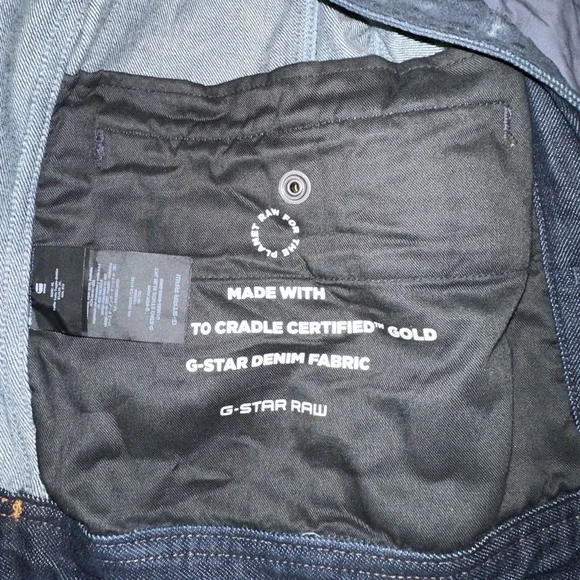 RAW FOR THE PLANET
MADE WITH
TO CRADLE CERTIFIED™ GOLD
G-STAR DENIM FABRIC
G-STAR RAW